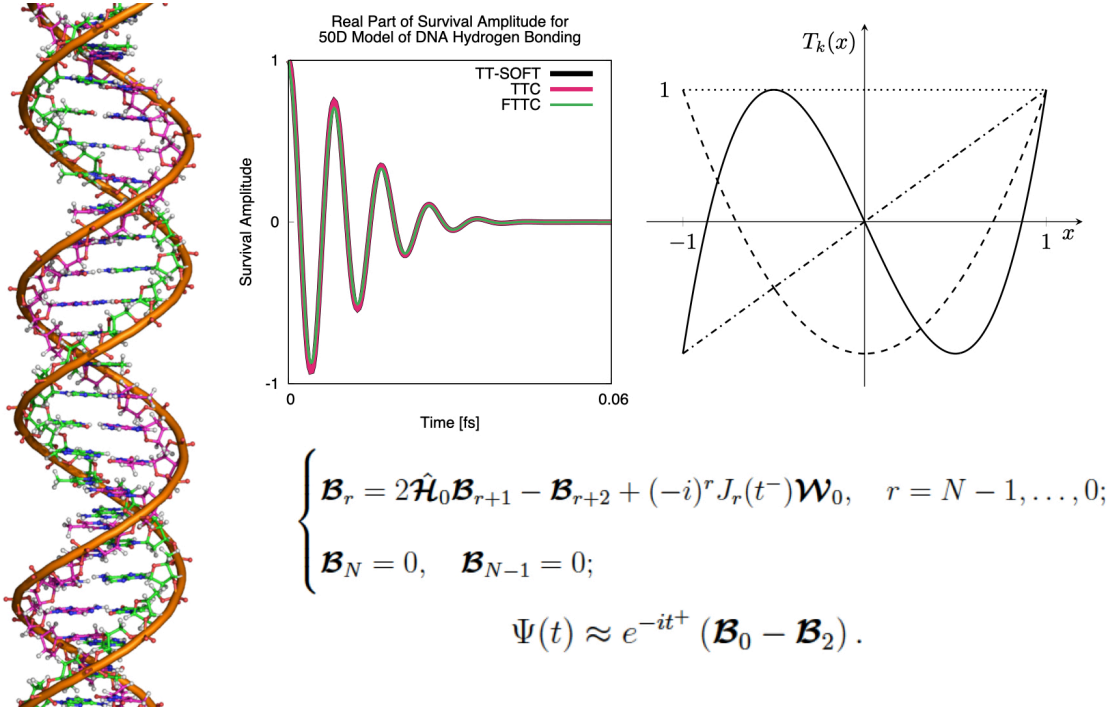 Real Part of Survival Amplitude for
50D Model of DNA Hydrogen Bonding
TT-SOFT
TTC
FTTC
1
0
-1
Survival Amplitude
0
0.06
Time [fs]
T_k(x)
1
−1
1
x
𝓑_r = 2𝓗̂_0𝓑_{r+1} − 𝓑_{r+2} + (−i)^r J_r(t^−)𝓦_0, r = N − 1, . . . , 0;
𝓑_N = 0, 𝓑_{N−1} = 0;
Ψ(t) ≈ e^{−it^+} (𝓑_0 − 𝓑_2) .